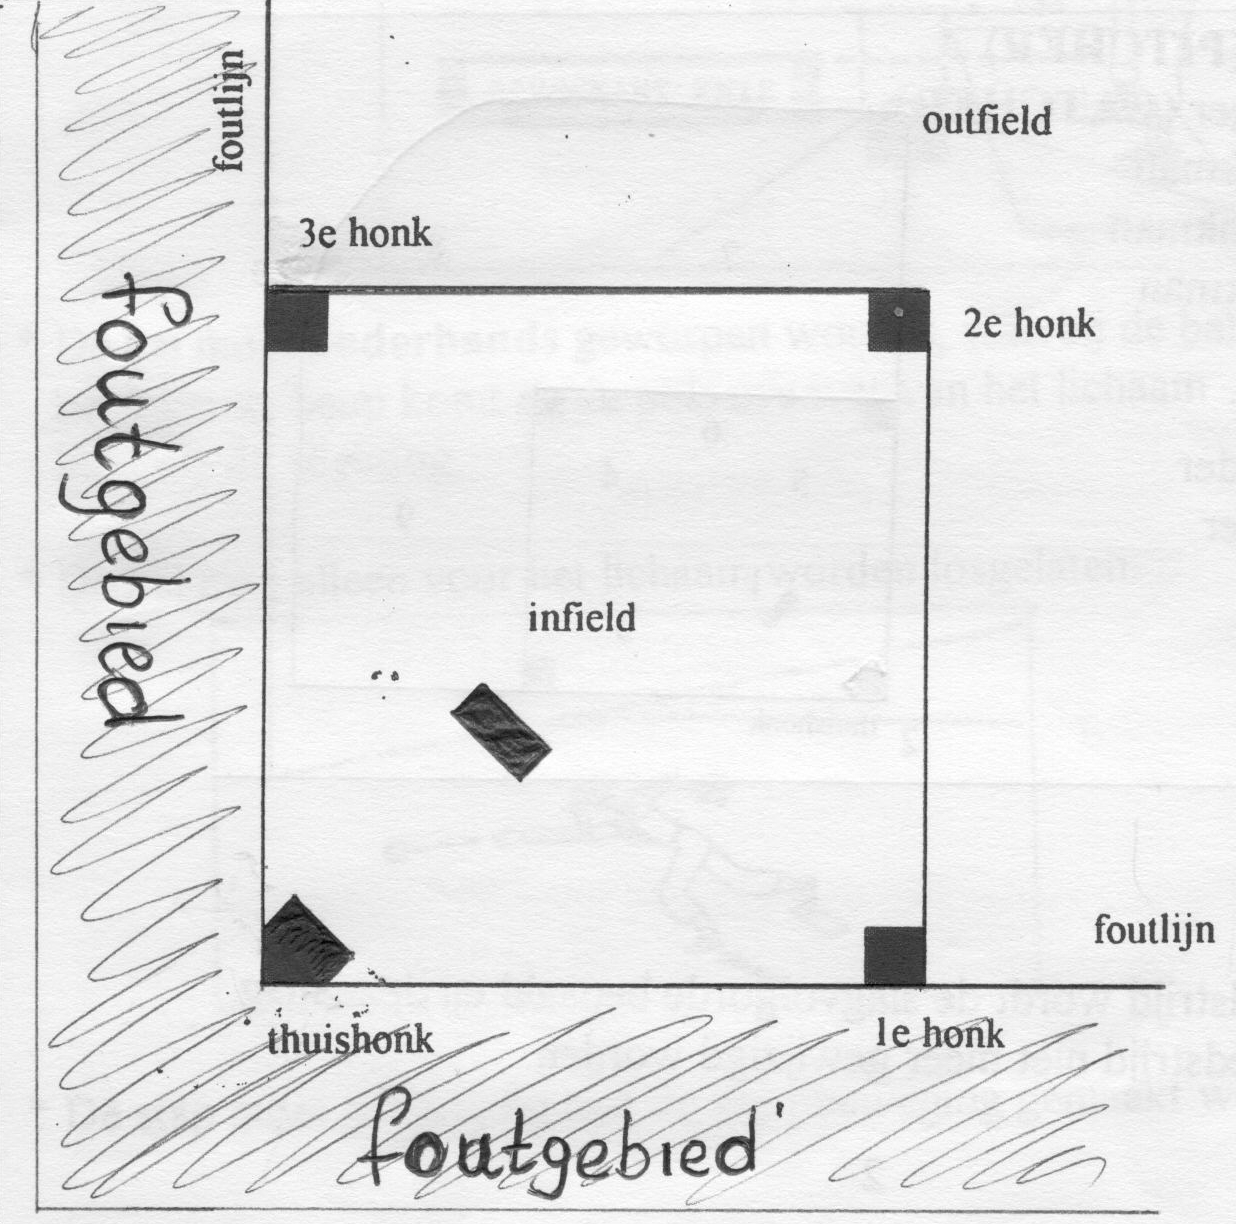 foutlijn
outfield
3e honk
2e honk
foutgebied
infield
foutlijn
thuishonk
1e honk
foutgebied